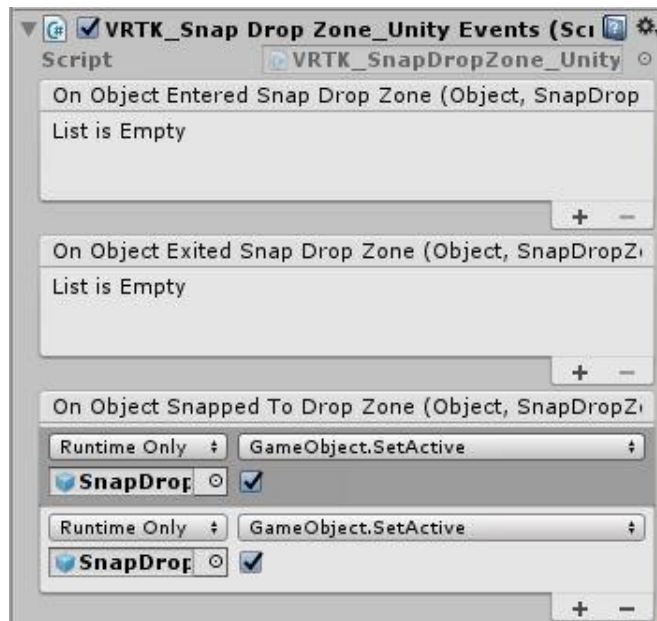 VRTK_Snap Drop Zone_Unity Events (Scr
Script VRTK_SnapDropZone_Unity
On Object Entered Snap Drop Zone (Object, SnapDrop
List is Empty
+ −
On Object Exited Snap Drop Zone (Object, SnapDropZ
List is Empty
+ −
On Object Snapped To Drop Zone (Object, SnapDropZ
Runtime Only GameObject.SetActive
SnapDrop
Runtime Only GameObject.SetActive
SnapDrop
+ −